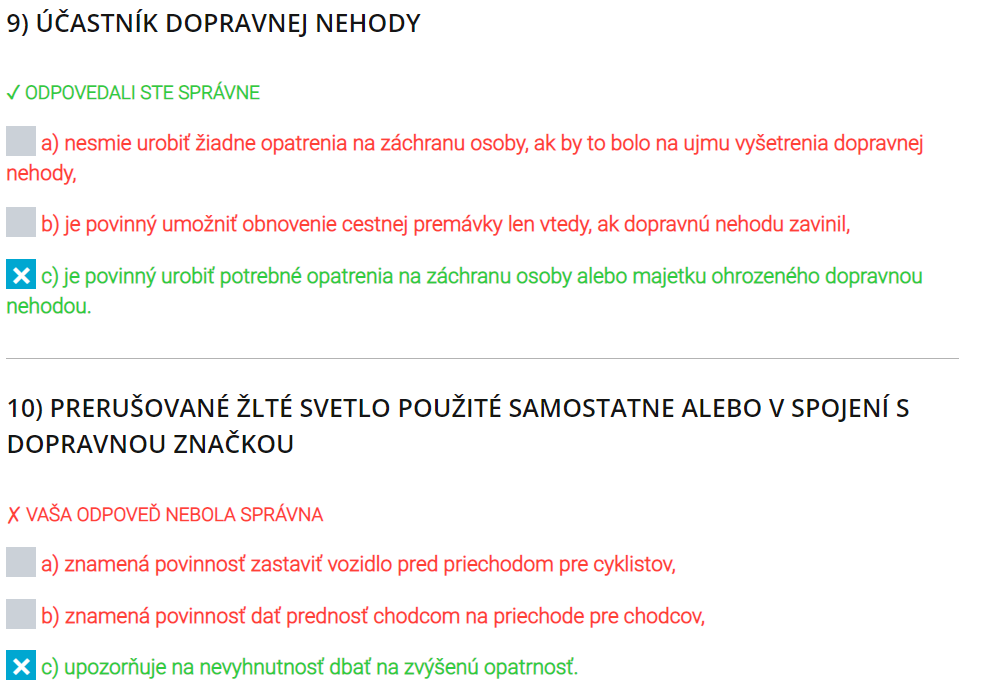 9) ÚČASTNÍK DOPRAVNEJ NEHODY
✓ ODPOVEDALI STE SPRÁVNE
a) nesmie urobiť žiadne opatrenia na záchranu osoby, ak by to bolo na ujmu vyšetrenia dopravnej
nehody,
b) je povinný umožniť obnovenie cestnej premávky len vtedy, ak dopravnú nehodu zavinil,
c) je povinný urobiť potrebné opatrenia na záchranu osoby alebo majetku ohrozeného dopravnou
nehodou.
10) PRERUŠOVANÉ ŽLTÉ SVETLO POUŽITÉ SAMOSTATNE ALEBO V SPOJENÍ S
DOPRAVNOU ZNAČKOU
✗ VAŠA ODPOVEĎ NEBOLA SPRÁVNA
a) znamená povinnosť zastaviť vozidlo pred priechodom pre cyklistov,
b) znamená povinnosť dať prednosť chodcom na priechode pre chodcov,
c) upozorňuje na nevyhnutnosť dbať na zvýšenú opatrnosť.